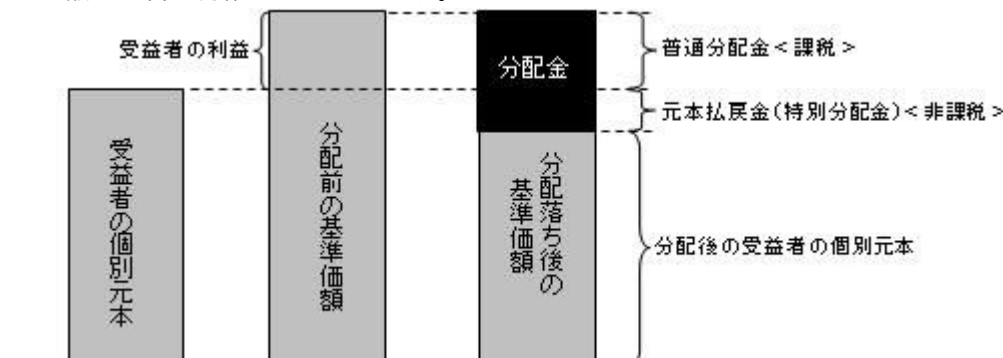 受益者の利益
分配金
普通分配金＜課税＞
元本払戻金(特別分配金)＜非課税＞
受益者の個別元本
分配前の基準価額
分配落ち後の
基準価額
分配後の受益者の個別元本